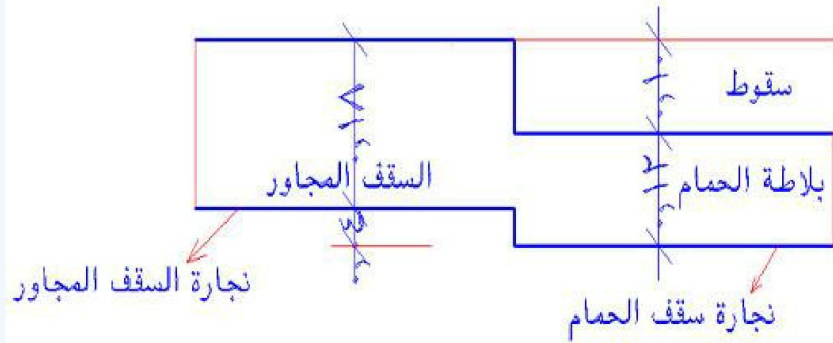 سقوط
السقف المجاور
بلاطة الحمام
نجارة السقف المجاور
نجارة سقف الحمام